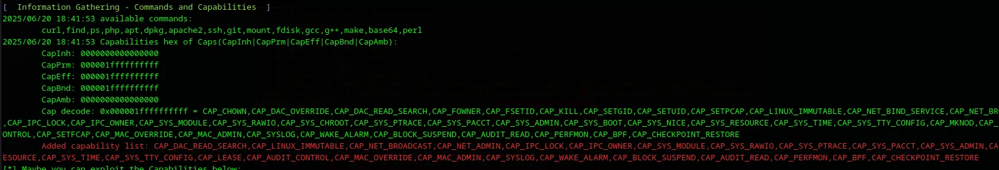 [  Information Gathering - Commands and Capabilities  ]
2025/06/20 18:41:53 available commands:
curl,find,ps,php,apt,dpkg,apache2,ssh,git,mount,fdisk,gcc,g++,make,base64,perl
2025/06/20 18:41:53 Capabilities hex of Caps(CapInh|CapPrm|CapEff|CapBnd|CapAmb):
CapInh: 0000000000000000
CapPrm: 000001ffffffffff
CapEff: 000001ffffffffff
CapBnd: 000001ffffffffff
CapAmb: 0000000000000000
Cap decode: 0x000001ffffffffff = CAP_CHOWN,CAP_DAC_OVERRIDE,CAP_DAC_READ_SEARCH,CAP_FOWNER,CAP_FSETID,CAP_KILL,CAP_SETGID,CAP_SETUID,CAP_SETPCAP,CAP_LINUX_IMMUTABLE,CAP_NET_BIND_SERVICE,CAP_NET_BR
,CAP_IPC_LOCK,CAP_IPC_OWNER,CAP_SYS_MODULE,CAP_SYS_RAWIO,CAP_SYS_CHROOT,CAP_SYS_PTRACE,CAP_SYS_PACCT,CAP_SYS_ADMIN,CAP_SYS_BOOT,CAP_SYS_NICE,CAP_SYS_RESOURCE,CAP_SYS_TIME,CAP_SYS_TTY_CONFIG,CAP_MKNOD,CAP_
ONTROL,CAP_SETFCAP,CAP_MAC_OVERRIDE,CAP_MAC_ADMIN,CAP_SYSLOG,CAP_WAKE_ALARM,CAP_BLOCK_SUSPEND,CAP_AUDIT_READ,CAP_PERFMON,CAP_BPF,CAP_CHECKPOINT_RESTORE
Added capability list: CAP_DAC_READ_SEARCH,CAP_LINUX_IMMUTABLE,CAP_NET_BROADCAST,CAP_NET_ADMIN,CAP_IPC_LOCK,CAP_IPC_OWNER,CAP_SYS_MODULE,CAP_SYS_RAWIO,CAP_SYS_PTRACE,CAP_SYS_PACCT,CAP_SYS_ADMIN,CA
ESOURCE,CAP_SYS_TIME,CAP_SYS_TTY_CONFIG,CAP_LEASE,CAP_AUDIT_CONTROL,CAP_MAC_OVERRIDE,CAP_MAC_ADMIN,CAP_SYSLOG,CAP_WAKE_ALARM,CAP_BLOCK_SUSPEND,CAP_AUDIT_READ,CAP_PERFMON,CAP_BPF,CAP_CHECKPOINT_RESTORE
[*] Maybe you can exploit the Capabilities below: